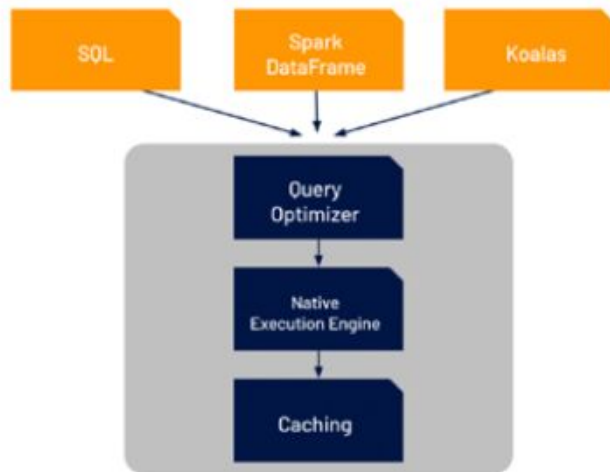 SQL
Spark
DataFrame
Koalas
Query
Optimizer
Native
Execution Engine
Caching